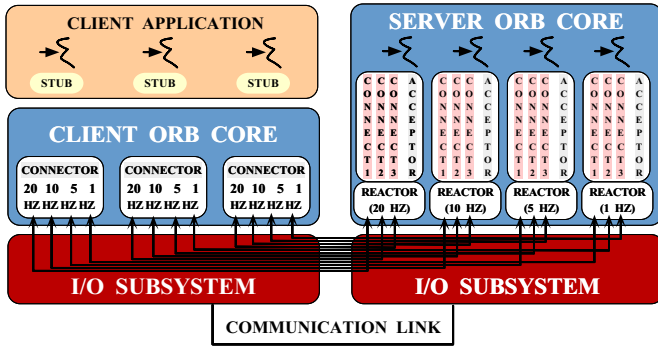 CLIENT APPLICATION
STUB STUB STUB
CLIENT ORB CORE
CONNECTOR CONNECTOR CONNECTOR
20 10 5 1 20 10 5 1 20 10 5 1
HZ HZ HZ HZ HZ HZ HZ HZ HZ HZ HZ HZ
I/O SUBSYSTEM
SERVER ORB CORE
CONNECT1 CONNECT2 CONNECT3 ACCEPTOR
CONNECT1 CONNECT2 CONNECT3 ACCEPTOR
CONNECT1 CONNECT2 CONNECT3 ACCEPTOR
CONNECT1 CONNECT2 CONNECT3 ACCEPTOR
REACTOR REACTOR REACTOR REACTOR
(20 HZ) (10 HZ) (5 HZ) (1 HZ)
I/O SUBSYSTEM
COMMUNICATION LINK